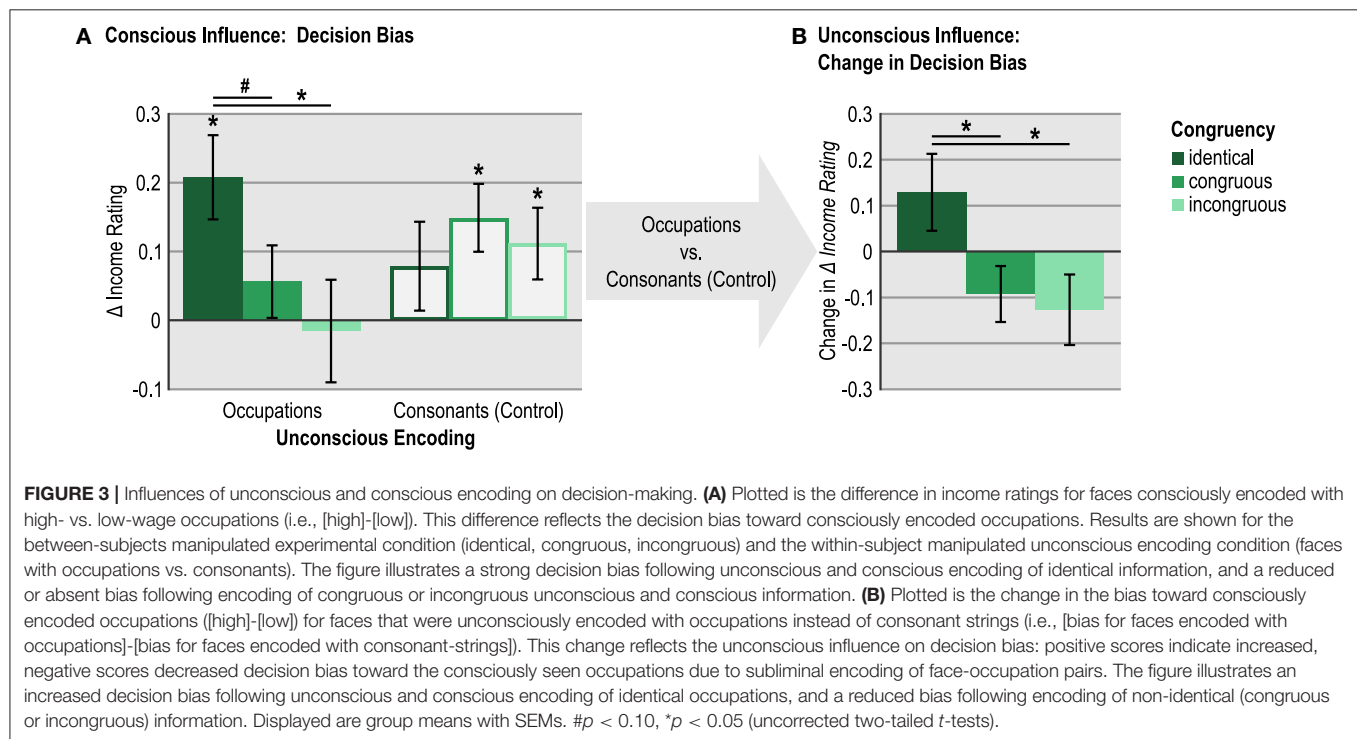 A Conscious Influence: Decision Bias
# *
0.3
0.2
0.1
0
-0.1
Δ Income Rating
* * *
Occupations Consonants (Control)
Unconscious Encoding
Occupations
vs.
Consonants (Control)
B Unconscious Influence:
Change in Decision Bias
* *
0.3
0.2
0.1
0
-0.1
-0.2
-0.3
Change in Δ Income Rating
Congruency
identical
congruous
incongruous
FIGURE 3 | Influences of unconscious and conscious encoding on decision-making. (A) Plotted is the difference in income ratings for faces consciously encoded with
high- vs. low-wage occupations (i.e., [high]-[low]). This difference reflects the decision bias toward consciously encoded occupations. Results are shown for the
between-subjects manipulated experimental condition (identical, congruous, incongruous) and the within-subject manipulated unconscious encoding condition (faces
with occupations vs. consonants). The figure illustrates a strong decision bias following unconscious and conscious encoding of identical information, and a reduced
or absent bias following encoding of congruous or incongruous unconscious and conscious information. (B) Plotted is the change in the bias toward consciously
encoded occupations ([high]-[low]) for faces that were unconsciously encoded with occupations instead of consonant strings (i.e., [bias for faces encoded with
occupations]-[bias for faces encoded with consonant-strings]). This change reflects the unconscious influence on decision bias: positive scores indicate increased,
negative scores decreased decision bias toward the consciously seen occupations due to subliminal encoding of face-occupation pairs. The figure illustrates an
increased decision bias following unconscious and conscious encoding of identical occupations, and a reduced bias following encoding of non-identical (congruous
or incongruous) information. Displayed are group means with SEMs. #p < 0.10, *p < 0.05 (uncorrected two-tailed t-tests).